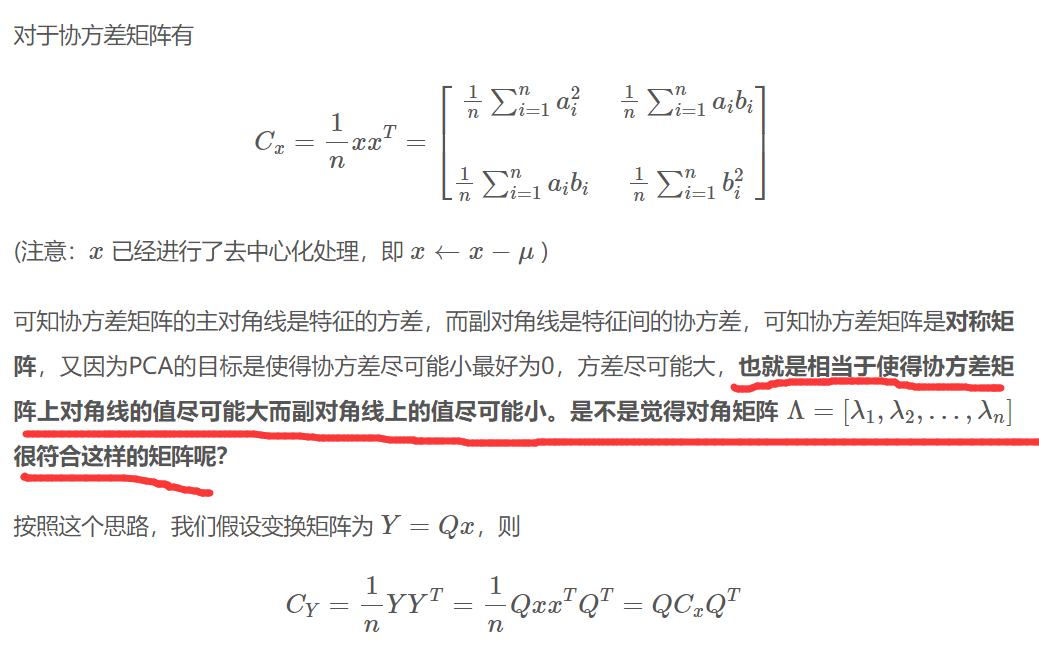 对于协方差矩阵有
$C_x = \frac{1}{n}xx^T = \begin{bmatrix} \frac{1}{n}\sum_{i=1}^{n} a_i^2 & \frac{1}{n}\sum_{i=1}^{n} a_i b_i \\ \frac{1}{n}\sum_{i=1}^{n} a_i b_i & \frac{1}{n}\sum_{i=1}^{n} b_i^2 \end{bmatrix}$
(注意：$x$ 已经进行了去中心化处理，即 $x \leftarrow x - \mu$ )
可知协方差矩阵的主对角线是特征的方差，而副对角线是特征间的协方差，可知协方差矩阵是对称矩
阵，又因为PCA的目标是使得协方差尽可能小最好为0，方差尽可能大，也就是相当于使得协方差矩
阵上对角线的值尽可能大而副对角线上的值尽可能小。是不是觉得对角矩阵 $\Lambda = [\lambda_1, \lambda_2, \ldots, \lambda_n]$
很符合这样的矩阵呢？
按照这个思路，我们假设变换矩阵为 $Y = Qx$，则
$C_Y = \frac{1}{n}YY^T = \frac{1}{n}Qxx^TQ^T = QC_xQ^T$